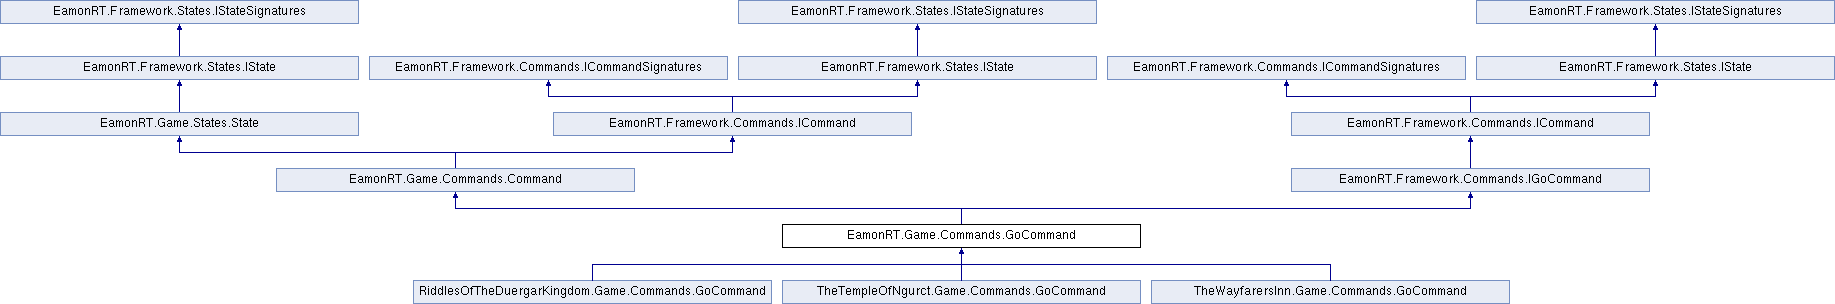 EamonRT.Framework.States.IStateSignatures
EamonRT.Framework.States.IStateSignatures
EamonRT.Framework.States.IStateSignatures
EamonRT.Framework.States.IState
EamonRT.Framework.Commands.ICommandSignatures
EamonRT.Framework.States.IState
EamonRT.Framework.Commands.ICommandSignatures
EamonRT.Framework.States.IState
EamonRT.Game.States.State
EamonRT.Framework.Commands.ICommand
EamonRT.Framework.Commands.ICommand
EamonRT.Game.Commands.Command
EamonRT.Framework.Commands.IGoCommand
EamonRT.Game.Commands.GoCommand
RiddlesOfTheDuergarKingdom.Game.Commands.GoCommand
TheTempleOfNgurct.Game.Commands.GoCommand
TheWayfarersInn.Game.Commands.GoCommand